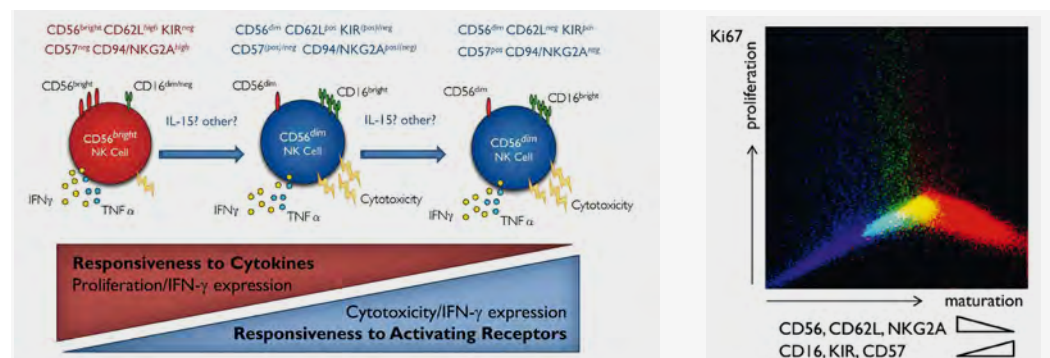 CD56bright CD62Lhigh KIRneg
CD57neg CD94/NKG2Ahigh
CD56dim CD62Lpos KIR(pos)/neg
CD57(pos)/neg CD94/NKG2Apos/(neg)
CD56dim CD62Lneg KIRpos
CD57pos CD94/NKG2Aneg
CD56bright
CD16dim/neg
CD56dim
CD16bright
CD56dim
CD16bright
IL-15? other?
IL-15? other?
CD56bright
NK Cell
CD56dim
NK Cell
CD56dim
NK Cell
IFNγ
TNFα
IFNγ
TNFα
Cytotoxicity
IFNγ
TNFα
Cytotoxicity
Responsiveness to Cytokines
Proliferation/IFN-γ expression
Cytotoxicity/IFN-γ expression
Responsiveness to Activating Receptors
Ki67
proliferation
maturation
CD56, CD62L, NKG2A
CD16, KIR, CD57